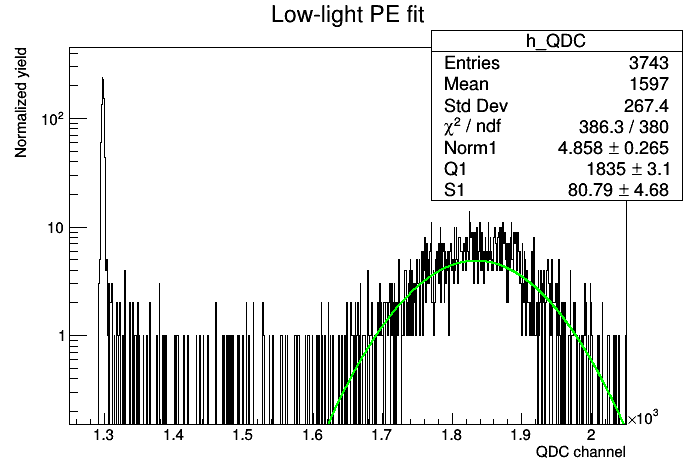 Low-light PE fit
h_QDC
Entries 3743
Mean 1597
Std Dev 267.4
χ² / ndf 386.3 / 380
Norm1 4.858 ± 0.265
Q1 1835 ± 3.1
S1 80.79 ± 4.68
Normalized yield
10²
10
1
1.3 1.4 1.5 1.6 1.7 1.8 1.9 2
×10³
QDC channel